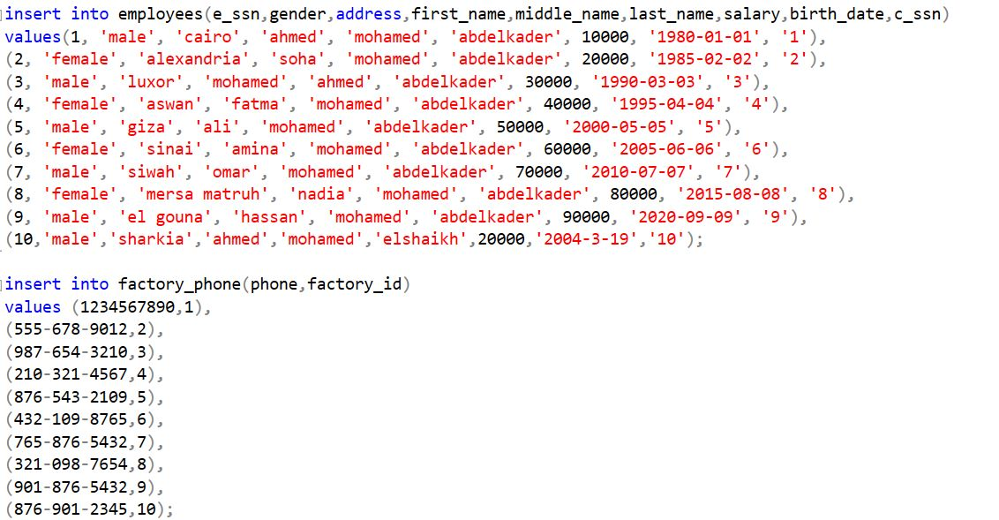 insert into employees(e_ssn,gender,address,first_name,middle_name,last_name,salary,birth_date,c_ssn)
values(1, 'male', 'cairo', 'ahmed', 'mohamed', 'abdelkader', 10000, '1980-01-01', '1'),
(2, 'female', 'alexandria', 'soha', 'mohamed', 'abdelkader', 20000, '1985-02-02', '2'),
(3, 'male', 'luxor', 'mohamed', 'ahmed', 'abdelkader', 30000, '1990-03-03', '3'),
(4, 'female', 'aswan', 'fatma', 'mohamed', 'abdelkader', 40000, '1995-04-04', '4'),
(5, 'male', 'giza', 'ali', 'mohamed', 'abdelkader', 50000, '2000-05-05', '5'),
(6, 'female', 'sinai', 'amina', 'mohamed', 'abdelkader', 60000, '2005-06-06', '6'),
(7, 'male', 'siwah', 'omar', 'mohamed', 'abdelkader', 70000, '2010-07-07', '7'),
(8, 'female', 'mersa matruh', 'nadia', 'mohamed', 'abdelkader', 80000, '2015-08-08', '8'),
(9, 'male', 'el gouna', 'hassan', 'mohamed', 'abdelkader', 90000, '2020-09-09', '9'),
(10,'male','sharkia','ahmed','mohamed','elshaikh',20000,'2004-3-19','10');
insert into factory_phone(phone,factory_id)
values (1234567890,1),
(555-678-9012,2),
(987-654-3210,3),
(210-321-4567,4),
(876-543-2109,5),
(432-109-8765,6),
(765-876-5432,7),
(321-098-7654,8),
(901-876-5432,9),
(876-901-2345,10);